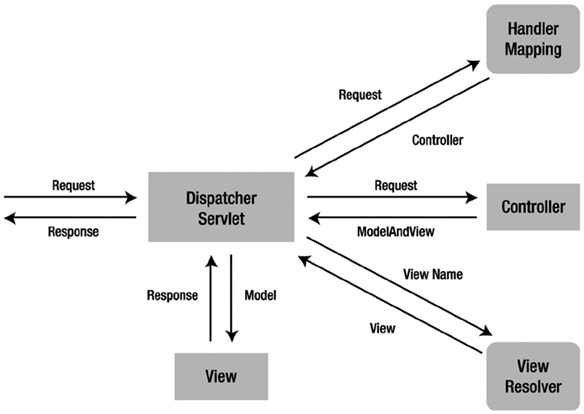 Handler
Mapping
Request
Controller
Request
Response
Dispatcher
Servlet
Request
ModelAndView
Controller
View Name
View
Response
Model
View
View
Resolver